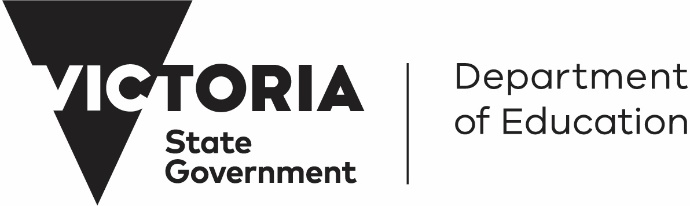 VICTORIA
State
Government
Department
of Education